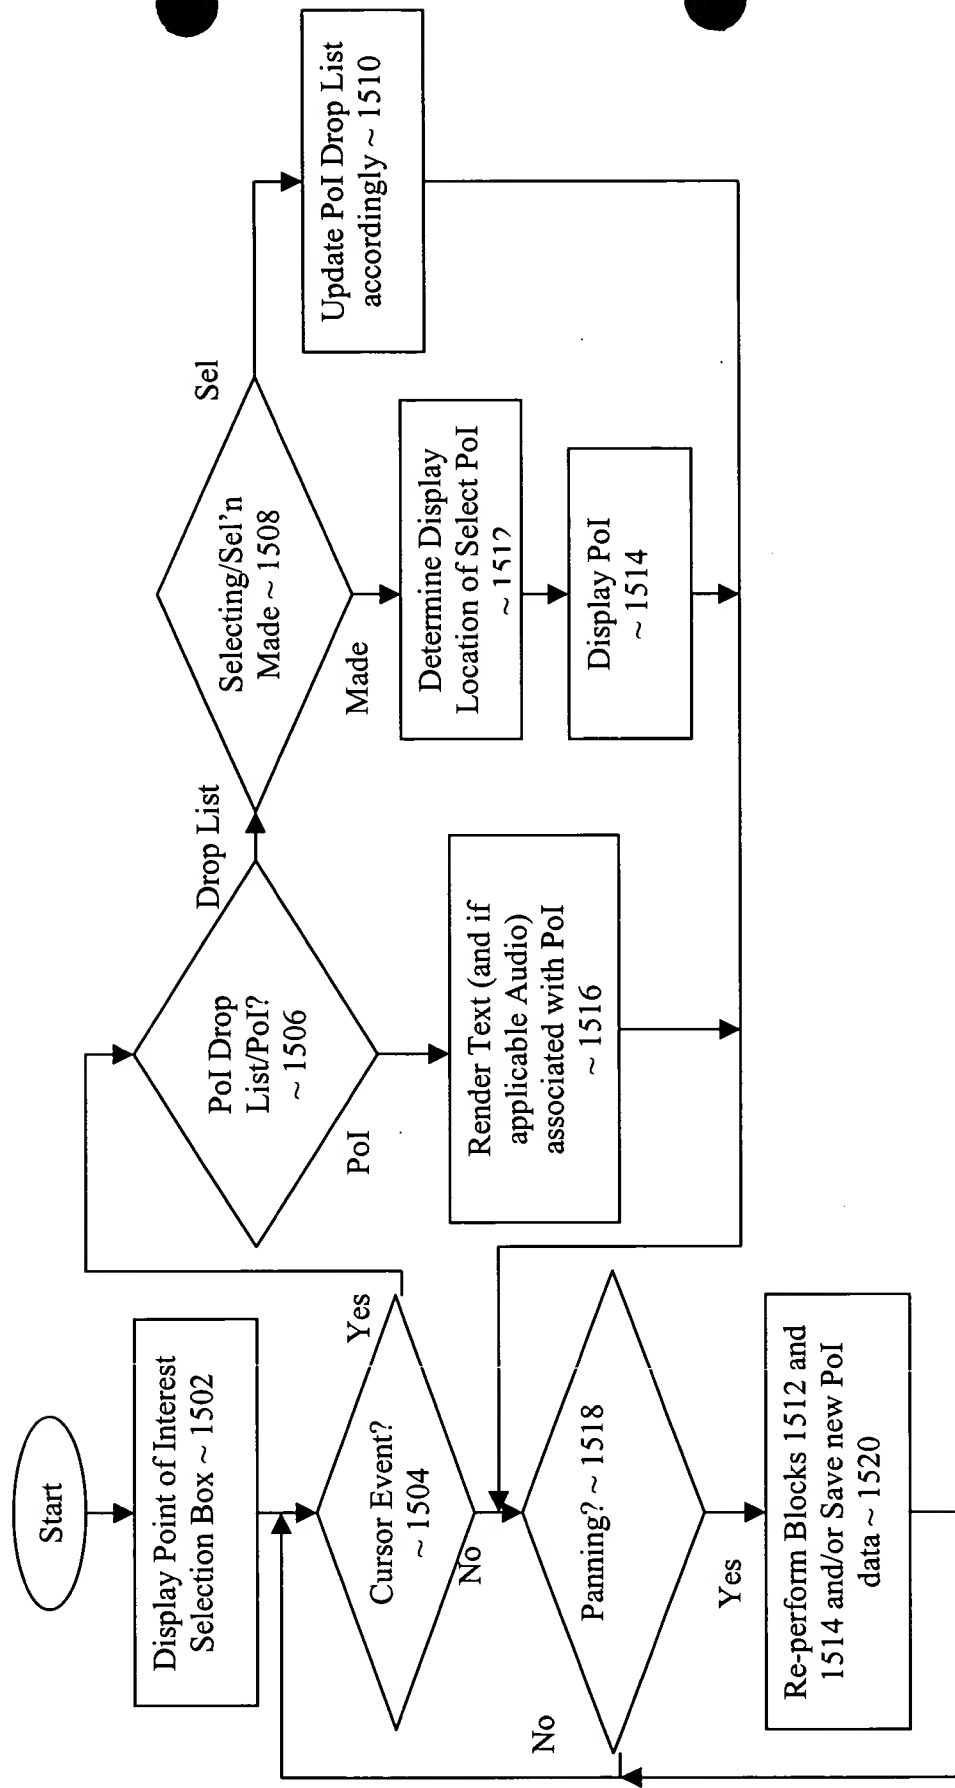 Start
Display Point of Interest
Selection Box ~ 1502
Cursor Event?
~ 1504
Yes
No
PoI Drop
List/PoI?
~ 1506
Drop List
PoI
Selecting/Sel'n
Made ~ 1508
Sel
Made
Update PoI Drop List
accordingly ~ 1510
Determine Display
Location of Select PoI
~ 1512
Display PoI
~ 1514
Render Text (and if
applicable Audio)
associated with PoI
~ 1516
Panning? ~ 1518
No
Yes
Re-perform Blocks 1512 and
1514 and/or Save new PoI
data ~ 1520